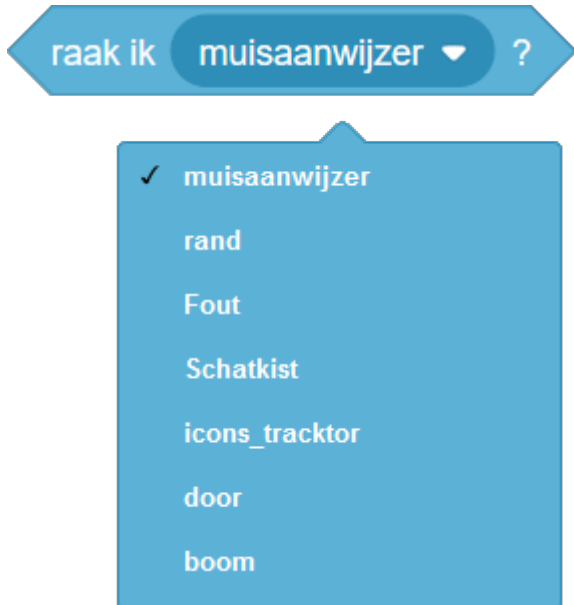 raak ik muisaanwijzer ?
muisaanwijzer
rand
Fout
Schatkist
icons_tracktor
door
boom